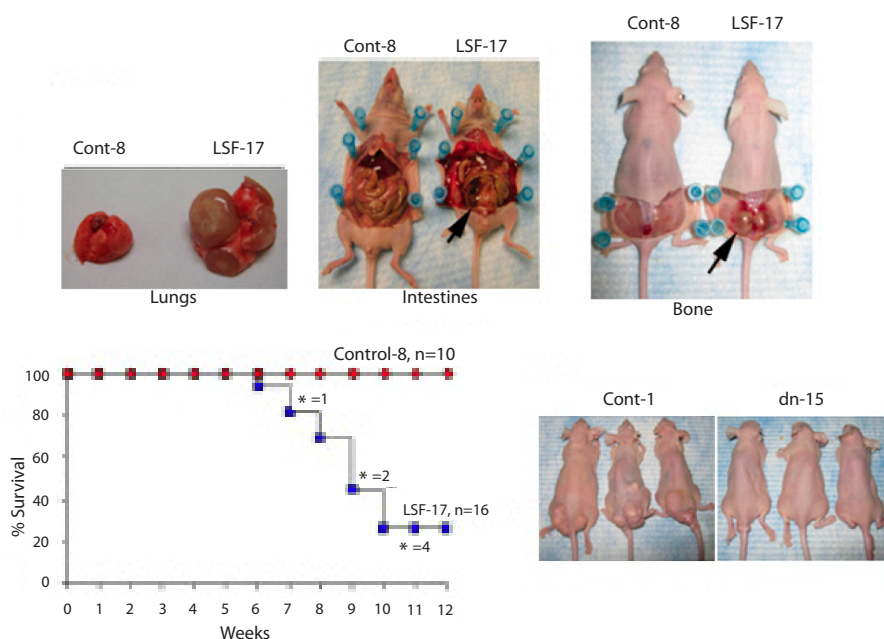 Cont-8 LSF-17
Lungs
Cont-8 LSF-17
Intestines
Cont-8 LSF-17
Bone
Control-8, n=10
100
80
60
40
20
0
% Survival
* =1
* =2
LSF-17, n=16
* =4
0 1 2 3 4 5 6 7 8 9 10 11 12
Weeks
Cont-1 dn-15